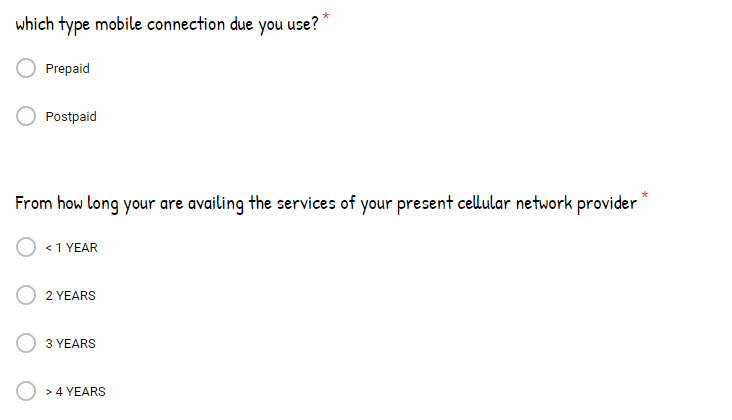 which type mobile connection due you use? *
Prepaid
Postpaid
From how long your are availing the services of your present cellular network provider *
< 1 YEAR
2 YEARS
3 YEARS
> 4 YEARS